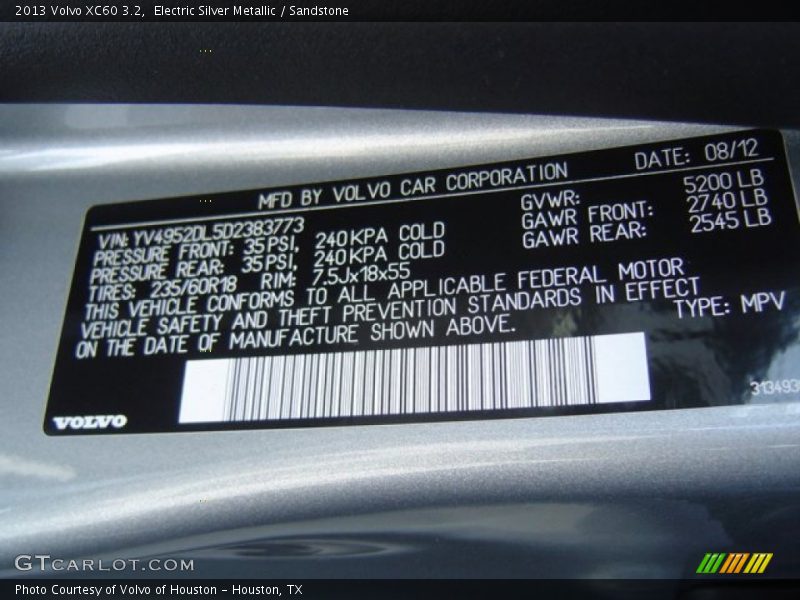 2013 Volvo XC60 3.2, Electric Silver Metallic / Sandstone
MFD BY VOLVO CAR CORPORATION DATE: 08/12
VIN: YV4952DL5D2383773 GVWR: 5200 LB
PRESSURE FRONT: 35 PSI, 240 KPA COLD GAWR FRONT: 2740 LB
PRESSURE REAR: 35 PSI, 240 KPA COLD GAWR REAR: 2545 LB
TIRES: 235/60R18 RIM: 7.5Jx18x55
THIS VEHICLE CONFORMS TO ALL APPLICABLE FEDERAL MOTOR
VEHICLE SAFETY AND THEFT PREVENTION STANDARDS IN EFFECT
ON THE DATE OF MANUFACTURE SHOWN ABOVE. TYPE: MPV
VOLVO
GTCARLOT.COM
Photo Courtesy of Volvo of Houston - Houston, TX